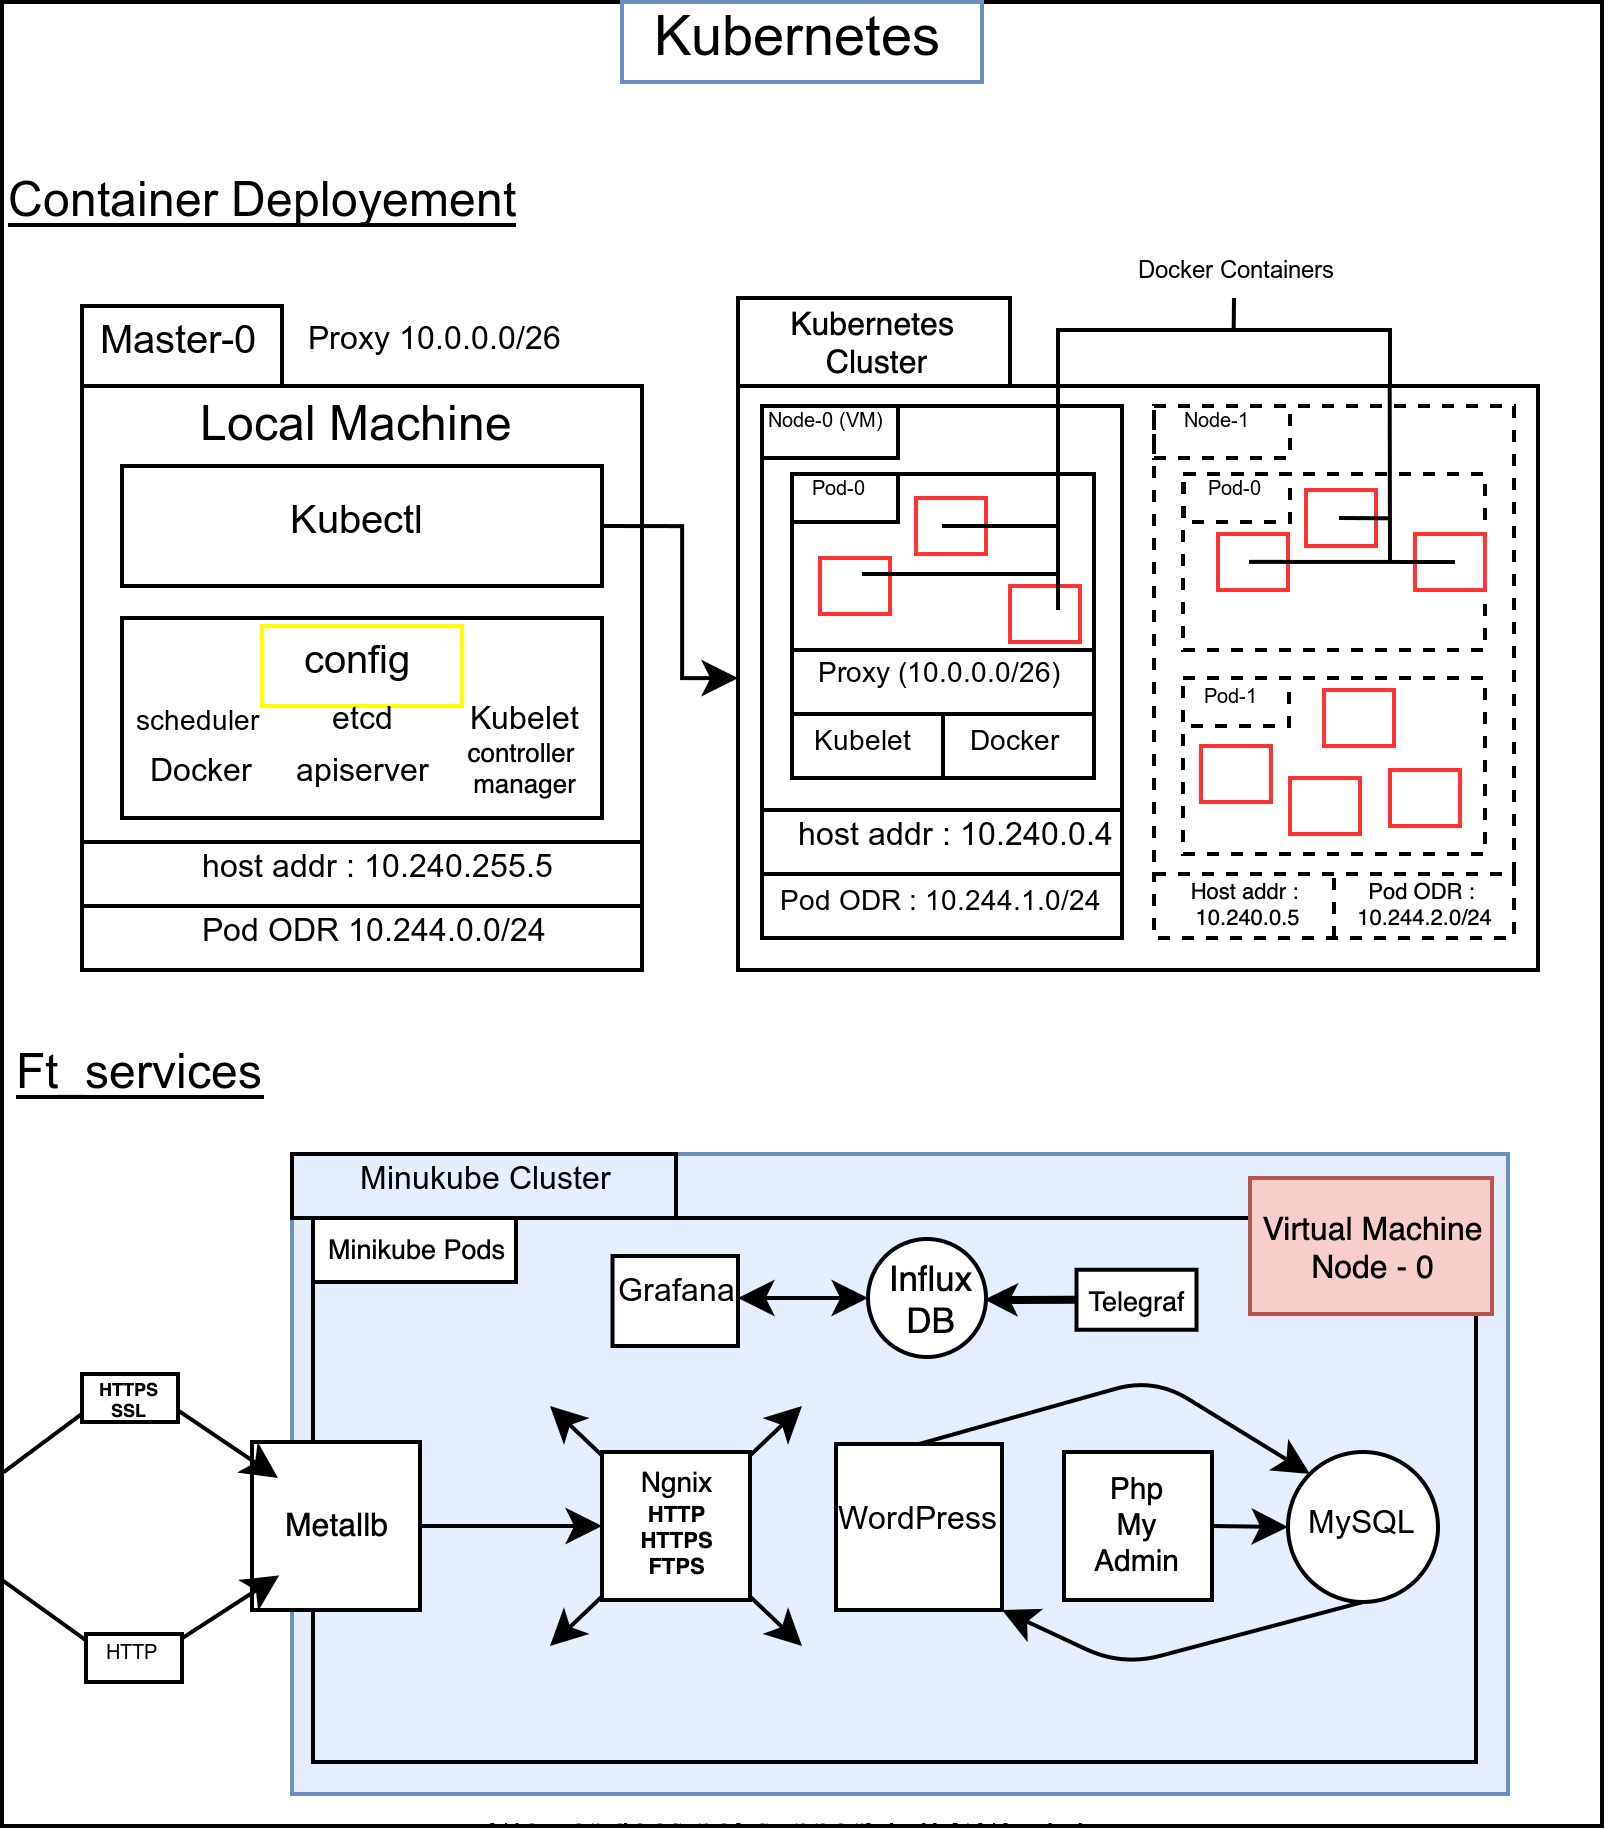 Kubernetes
Container Deployement
Docker Containers
Master-0
Proxy 10.0.0.0/26
Local Machine
Kubectl
config
scheduler
etcd
Kubelet
Docker
apiserver
controller
manager
host addr : 10.240.255.5
Pod ODR 10.244.0.0/24
Kubernetes
Cluster
Node-0 (VM)
Pod-0
Proxy (10.0.0.0/26)
Kubelet
Docker
host addr : 10.240.0.4
Pod ODR : 10.244.1.0/24
Node-1
Pod-0
Pod-1
Host addr :
10.240.0.5
Pod ODR :
10.244.2.0/24
Ft_services
Minukube Cluster
Minikube Pods
Virtual Machine
Node - 0
Grafana
Influx
DB
Telegraf
HTTPS
SSL
HTTP
Metallb
Ngnix
HTTP
HTTPS
FTPS
WordPress
Php
My
Admin
MySQL